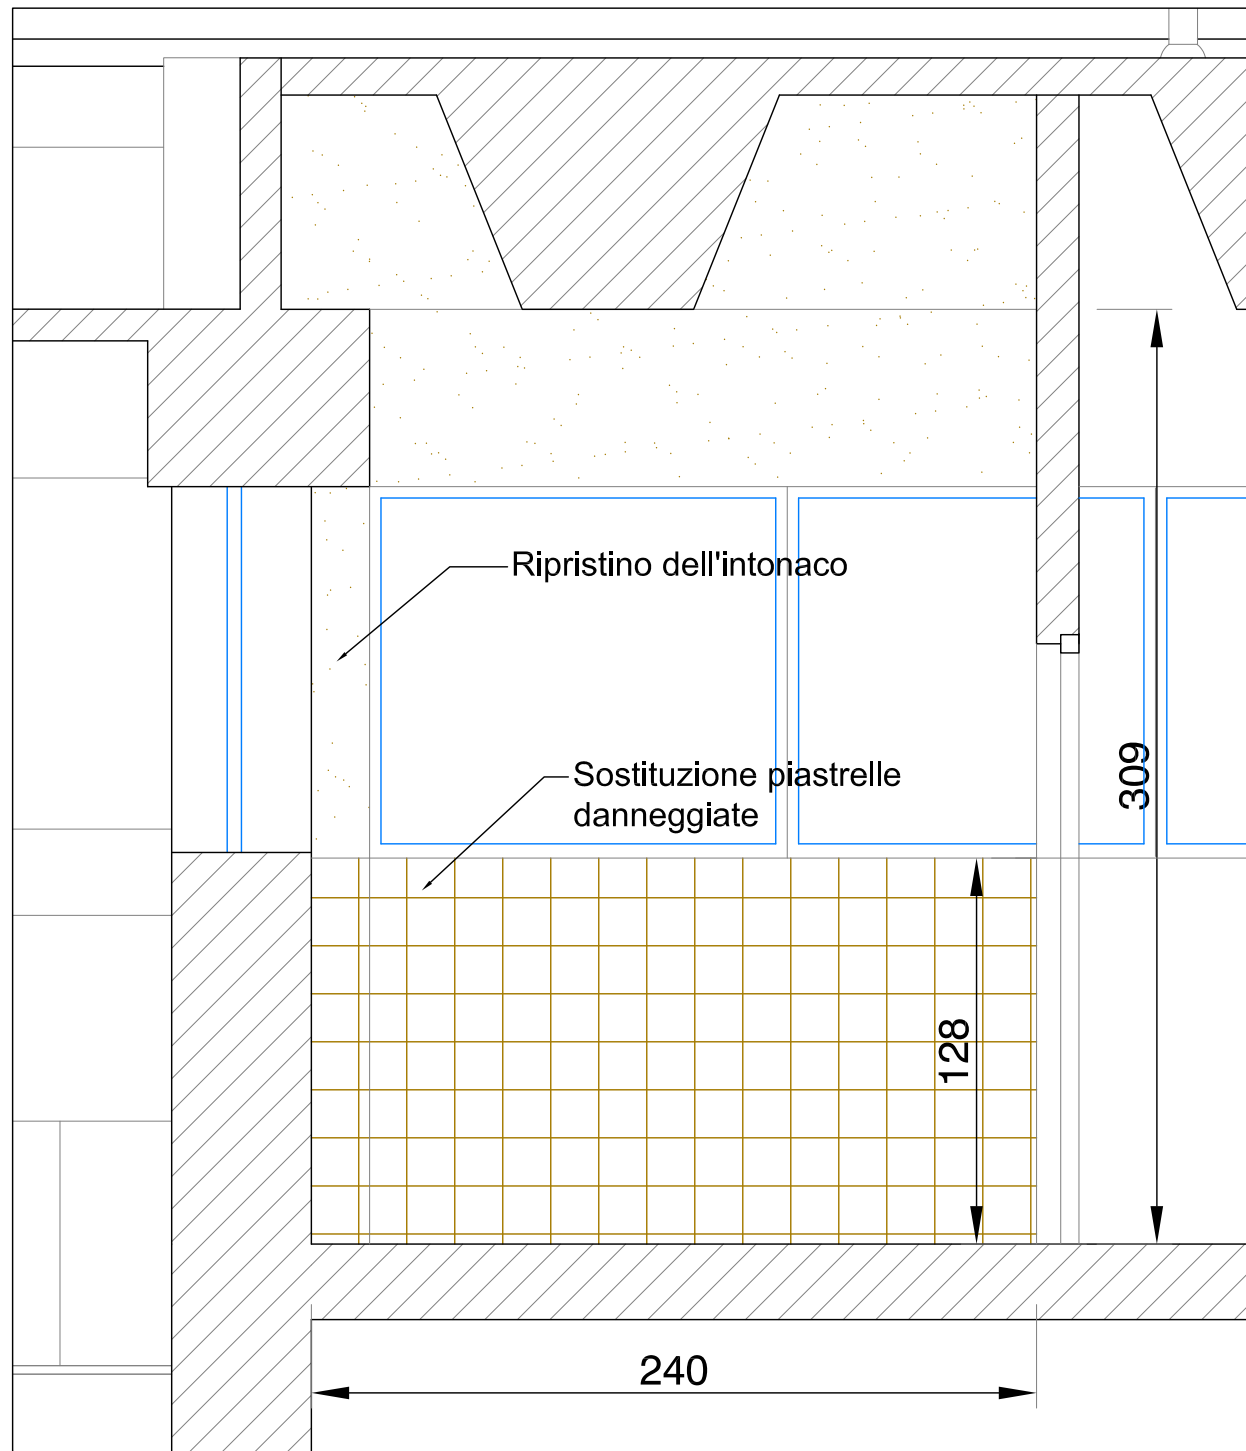 Ripristino dell'intonaco
Sostituzione piastrelle
danneggiate
309
128
240